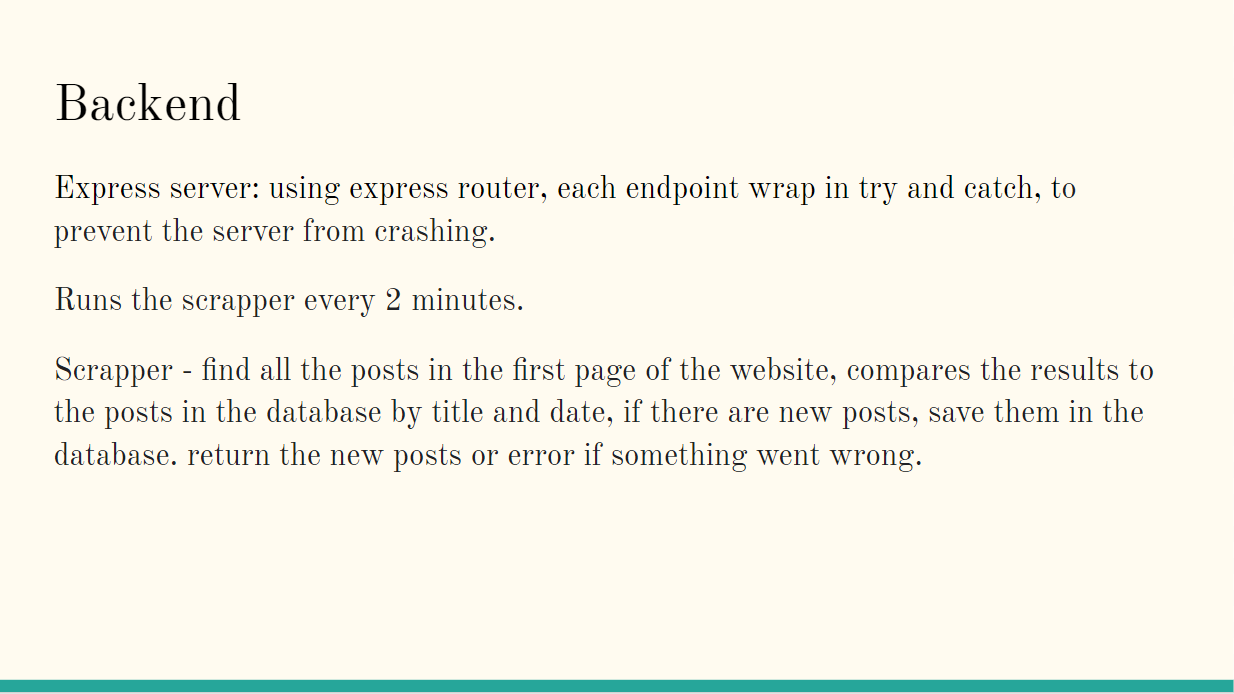 Backend
Express server: using express router, each endpoint wrap in try and catch, to
prevent the server from crashing.
Runs the scrapper every 2 minutes.
Scrapper - find all the posts in the first page of the website, compares the results to
the posts in the database by title and date, if there are new posts, save them in the
database. return the new posts or error if something went wrong.